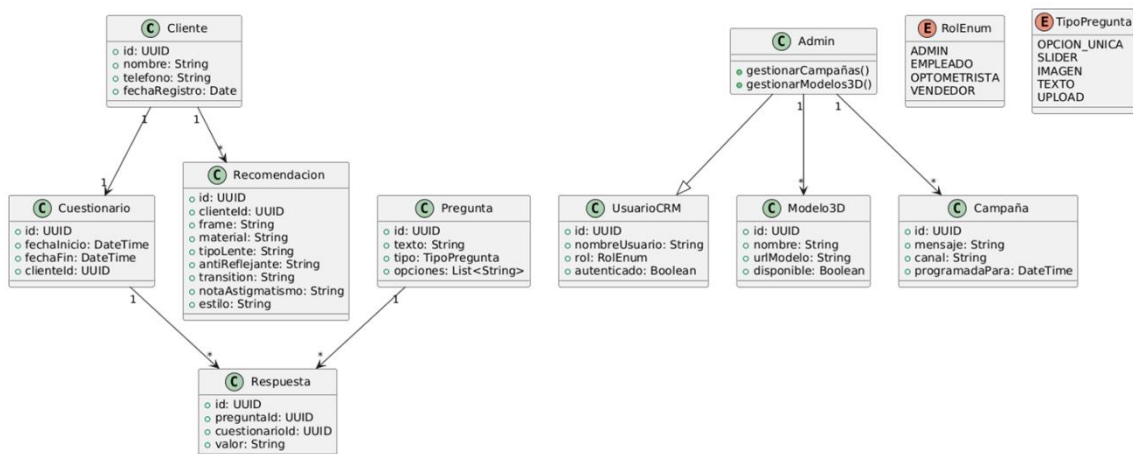 C Cliente
id: UUID
nombre: String
telefono: String
fechaRegistro: Date
1
1
1
*
C Cuestionario
id: UUID
fechaInicio: DateTime
fechaFin: DateTime
clienteId: UUID
1
C Recomendacion
id: UUID
clienteId: UUID
frame: String
material: String
tipoLente: String
antiReflejante: String
transition: String
notaAstigmatismo: String
estilo: String
C Pregunta
id: UUID
texto: String
tipo: TipoPregunta
opciones: List<String>
1
*
*
C Respuesta
id: UUID
preguntaId: UUID
cuestionarioId: UUID
valor: String
C Admin
gestionarCampañas()
gestionarModelos3D()
1
1
*
*
C UsuarioCRM
id: UUID
nombreUsuario: String
rol: RolEnum
autenticado: Boolean
C Modelo3D
id: UUID
nombre: String
urlModelo: String
disponible: Boolean
C Campaña
id: UUID
mensaje: String
canal: String
programadaPara: DateTime
E RolEnum
ADMIN
EMPLEADO
OPTOMETRISTA
VENDEDOR
E TipoPregunta
OPCION_UNICA
SLIDER
IMAGEN
TEXTO
UPLOAD